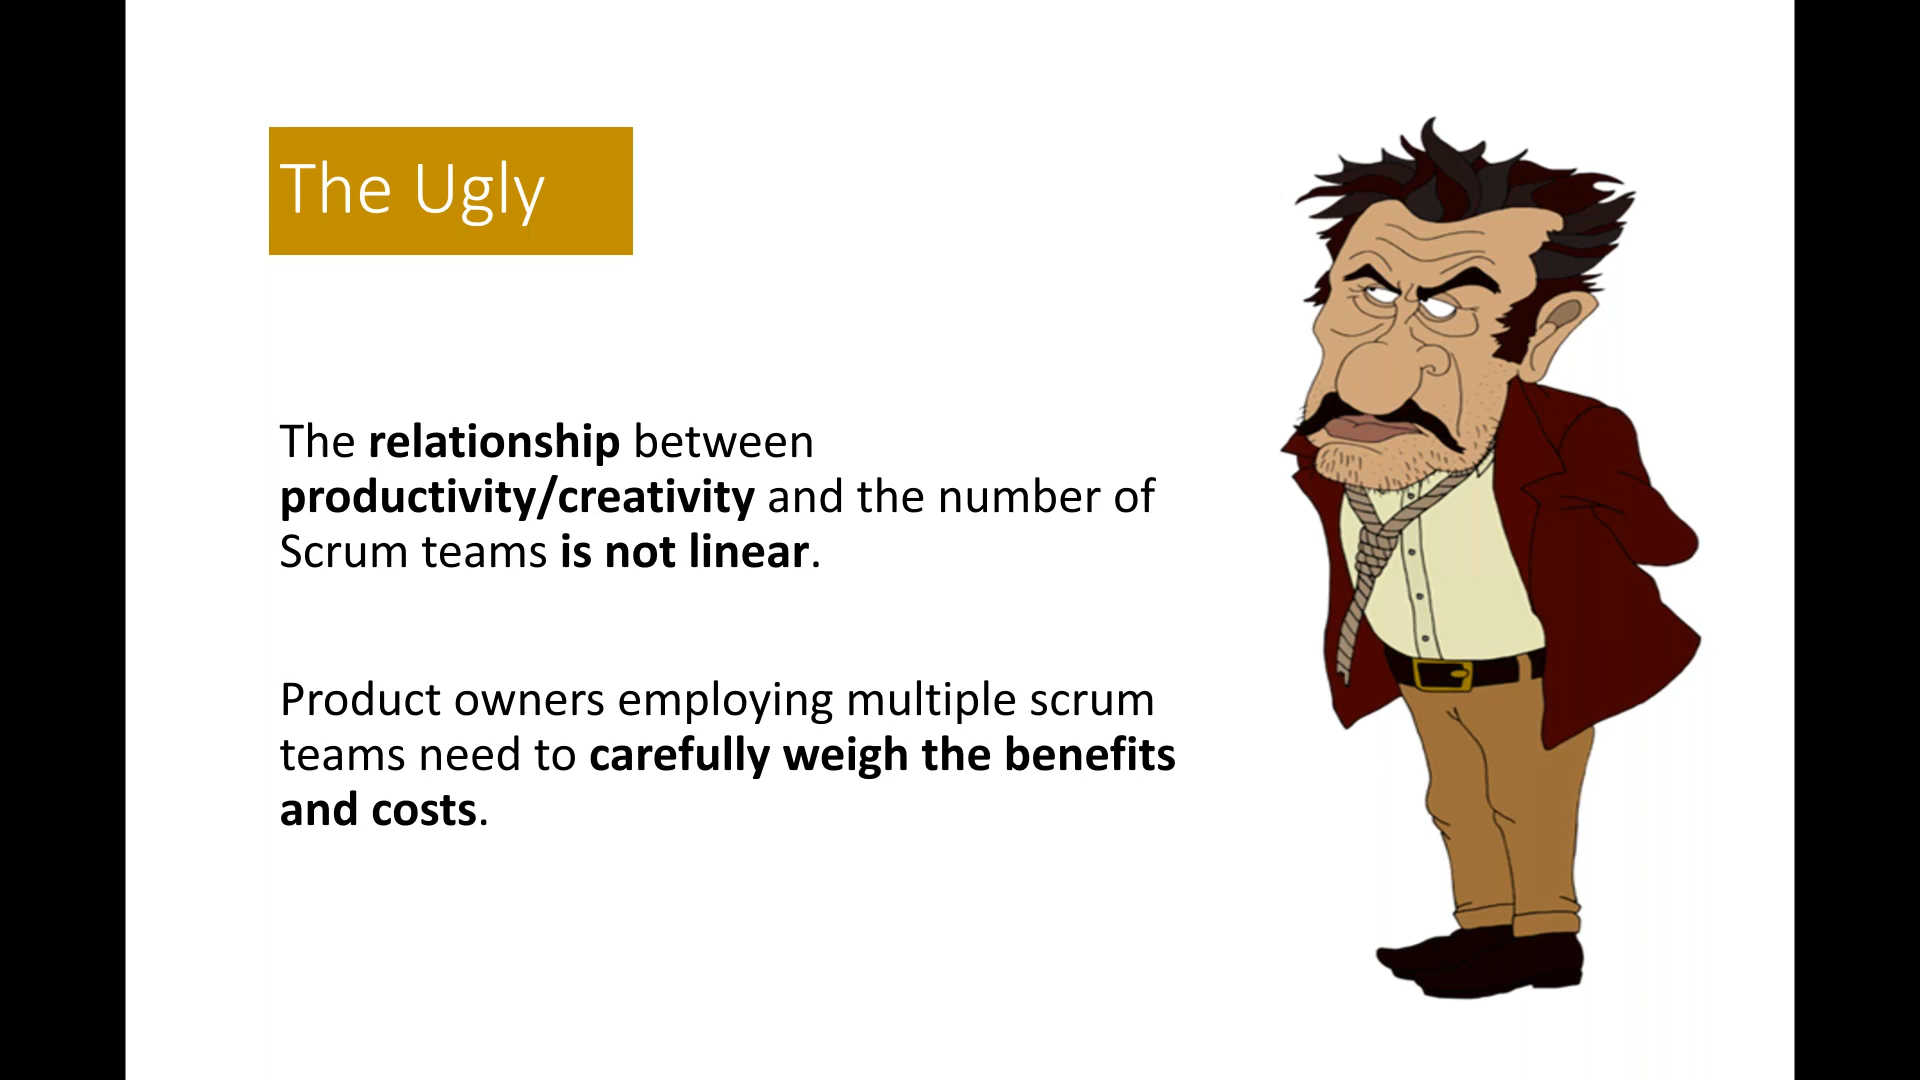 The Ugly
The relationship between
productivity/creativity and the number of
Scrum teams is not linear.
Product owners employing multiple scrum
teams need to carefully weigh the benefits
and costs.